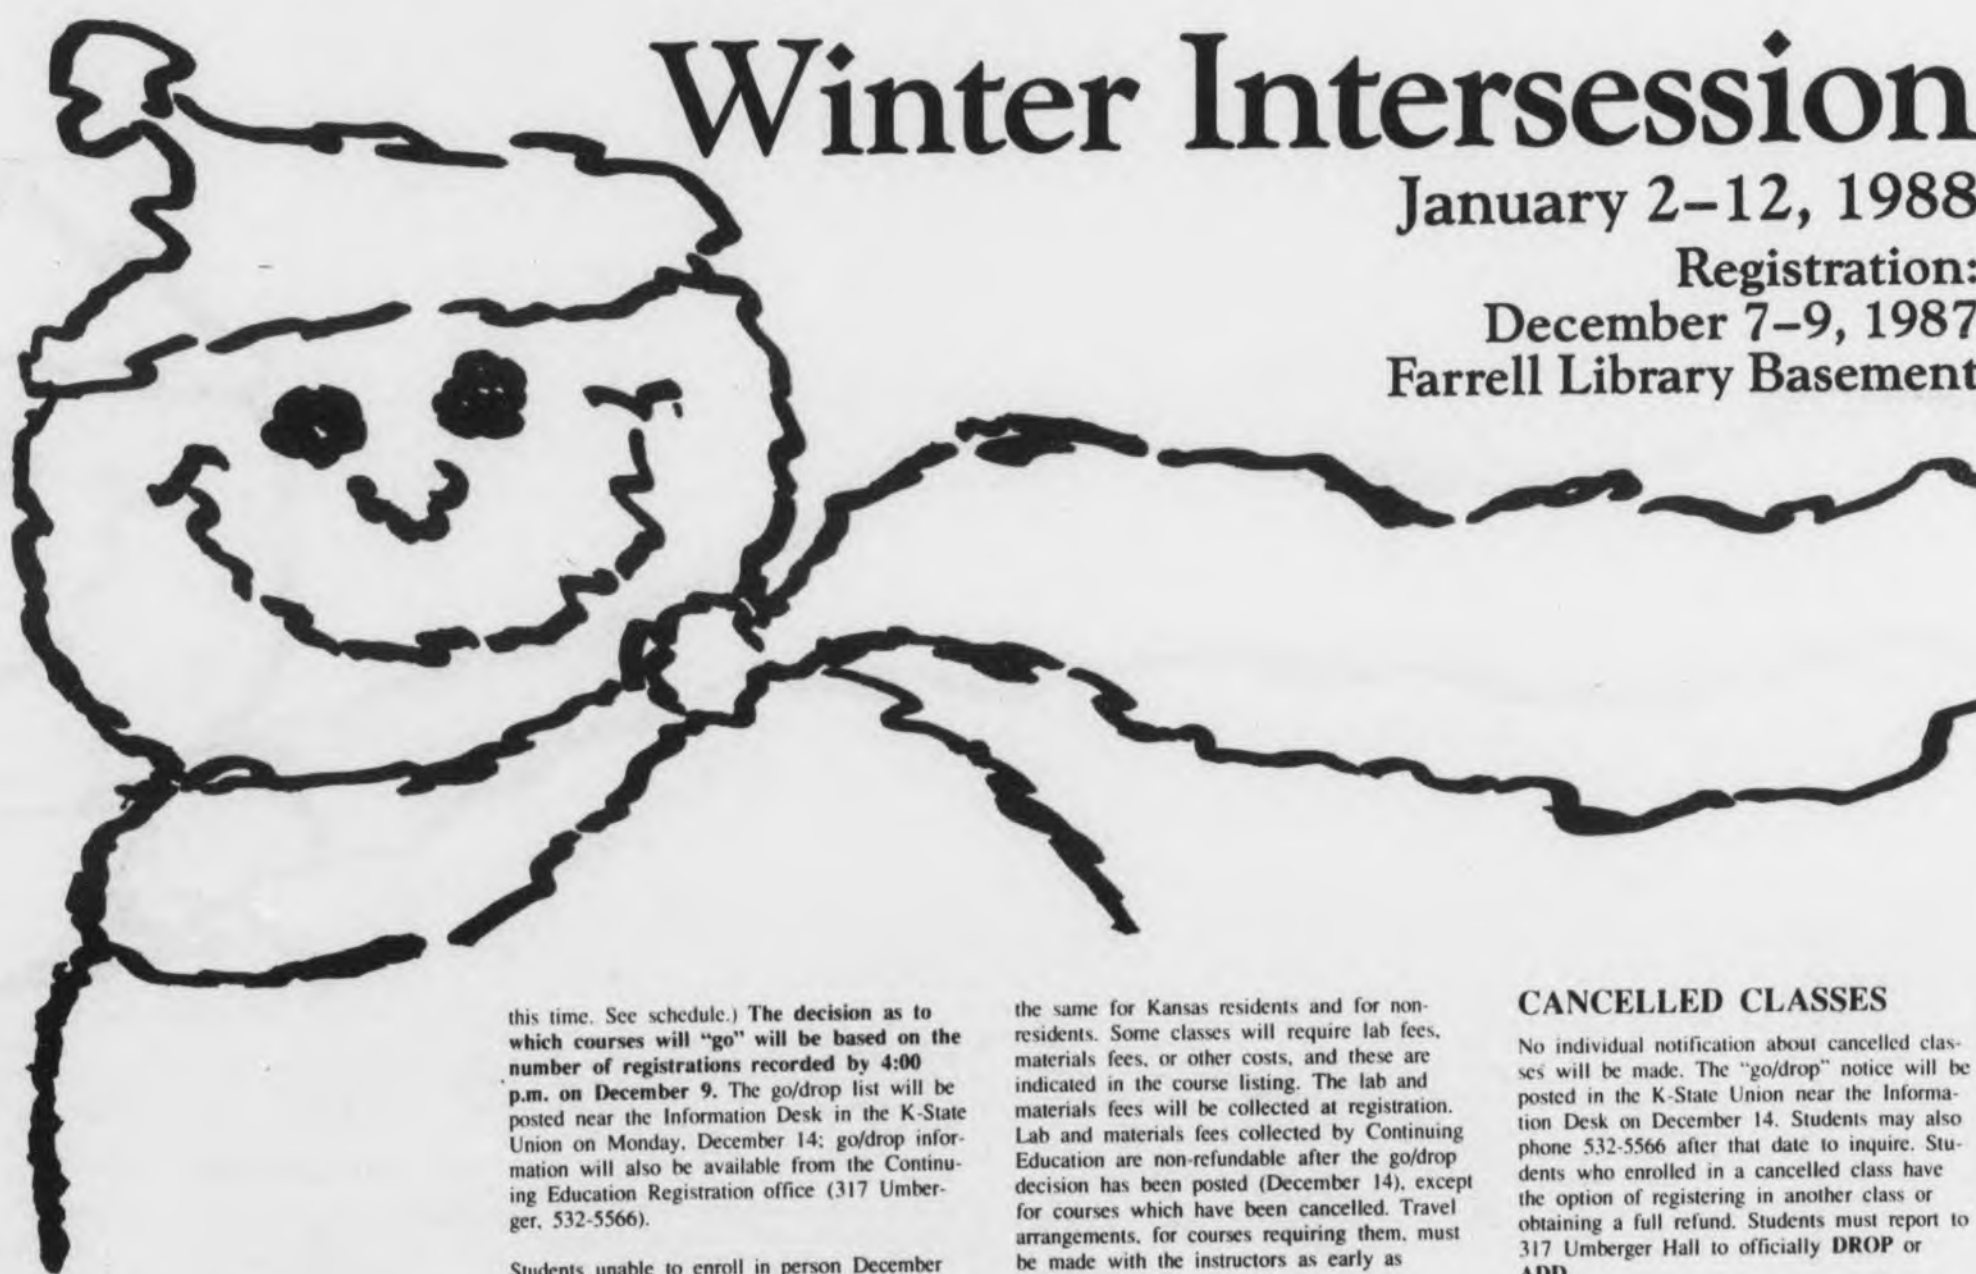 Winter Intersession
January 2–12, 1988
Registration:
December 7–9, 1987
Farrell Library Basement
this time. See schedule.) The decision as to
which courses will “go” will be based on the
number of registrations recorded by 4:00
p.m. on December 9. The go/drop list will be
posted near the Information Desk in the K-State
Union on Monday, December 14; go/drop infor-
mation will also be available from the Continu-
ing Education Registration office (317 Umber-
ger, 532-5566).
Students unable to enroll in person December
the same for Kansas residents and for non-
residents. Some classes will require lab fees,
materials fees, or other costs, and these are
indicated in the course listing. The lab and
materials fees will be collected at registration.
Lab and materials fees collected by Continuing
Education are non-refundable after the go/drop
decision has been posted (December 14), except
for courses which have been cancelled. Travel
arrangements, for courses requiring them, must
be made with the instructors as early as
CANCELLED CLASSES
No individual notification about cancelled clas-
ses will be made. The “go/drop” notice will be
posted in the K-State Union near the Informa-
tion Desk on December 14. Students may also
phone 532-5566 after that date to inquire. Stu-
dents who enrolled in a cancelled class have
the option of registering in another class or
obtaining a full refund. Students must report to
317 Umberger Hall to officially DROP or
ADD